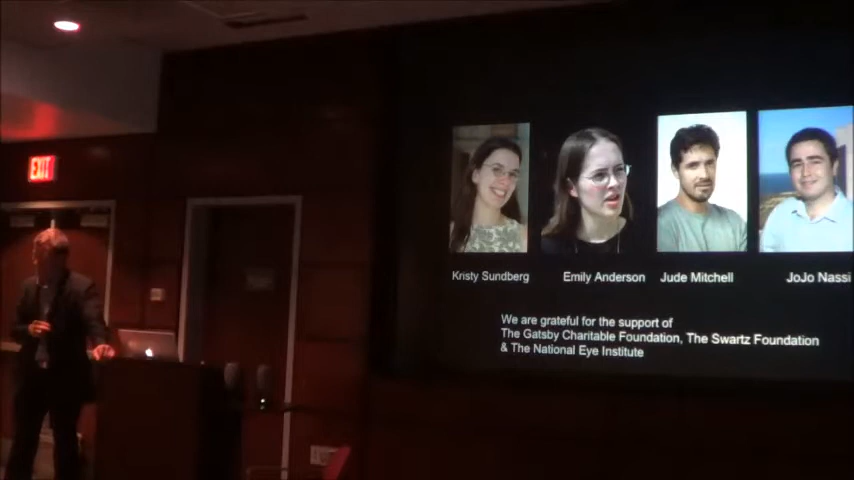 EXIT
Kristy Sundberg
Emily Anderson
Jude Mitchell
JoJo Nassi
We are grateful for the support of
The Gatsby Charitable Foundation, The Swartz Foundation
& The National Eye Institute